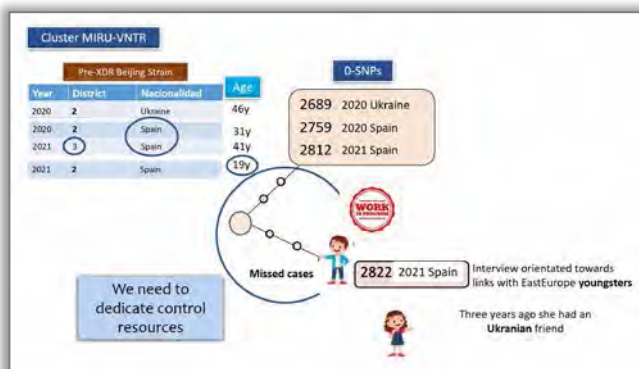 Cluster MIRU-VNTR
Pre-XDR Beijing Strain
Year District Nacionalidad Age
2020 2 Ukraine 46y
2020 2 Spain 31y
2021 3 Spain 41y
2021 2 Spain 19y
0-SNPs
2689 2020 Ukraine
2759 2020 Spain
2812 2021 Spain
WORK
IN PROGRESS
Missed cases
2822 2021 Spain
Interview orientated towards
links with EastEurope youngsters
Three years ago she had an
Ukranian friend
We need to
dedicate control
resources